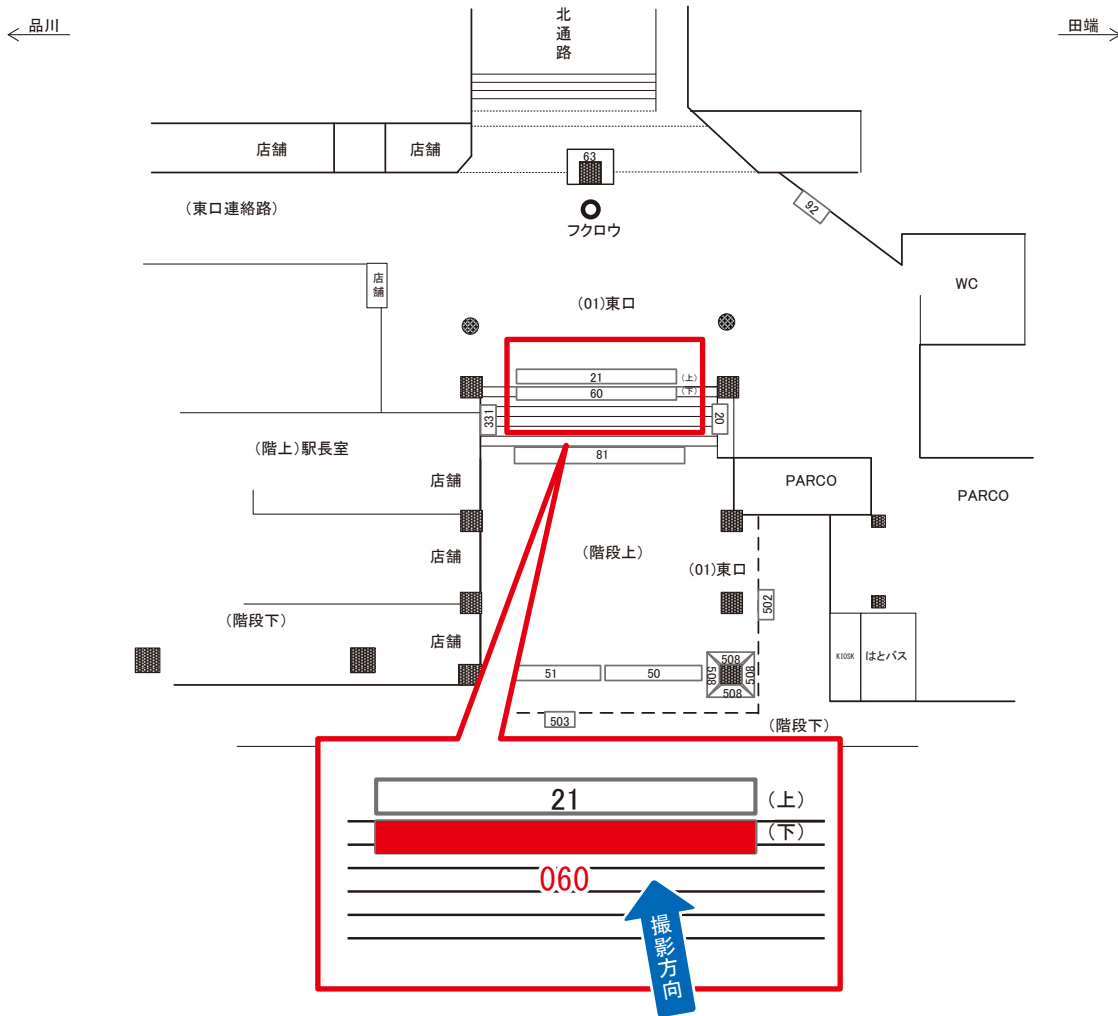 品川
田端
北通路
店舗
店舗
63
(東口連絡路)
フクロウ
92
店舗
WC
(01)東口
21
(上)
60
(下)
331
20
(階上)駅長室
81
店舗
PARCO
PARCO
店舗
(階段上)
(01)東口
502
(階段下)
店舗
KIOSK
はとバス
51
50
508
508
508
508
503
(階段下)
21
(上)
(下)
060
撮影方向